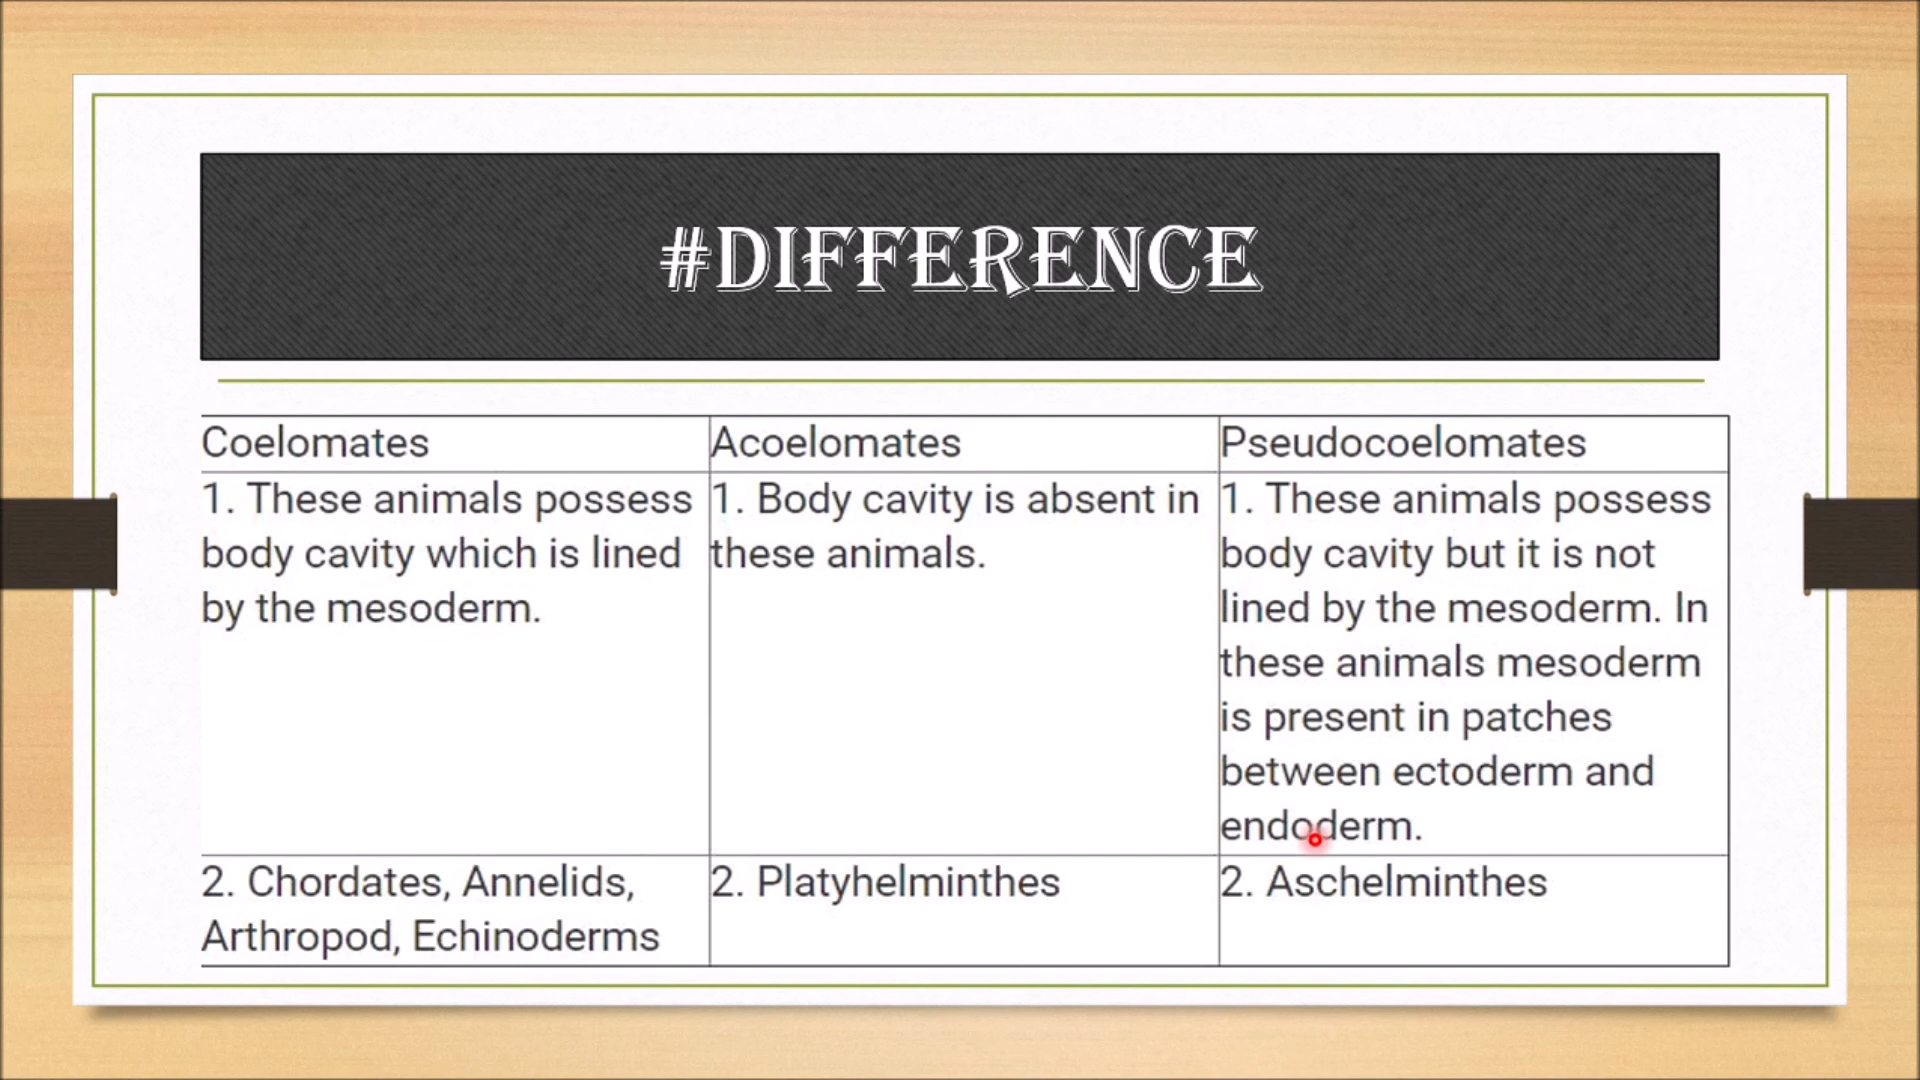 #DIFFERENCE
Coelomates
Acoelomates
Pseudocoelomates
1. These animals possess
body cavity which is lined
by the mesoderm.
1. Body cavity is absent in
these animals.
1. These animals possess
body cavity but it is not
lined by the mesoderm. In
these animals mesoderm
is present in patches
between ectoderm and
endoderm.
2. Chordates, Annelids,
Arthropod, Echinoderms
2. Platyhelminthes
2. Aschelminthes